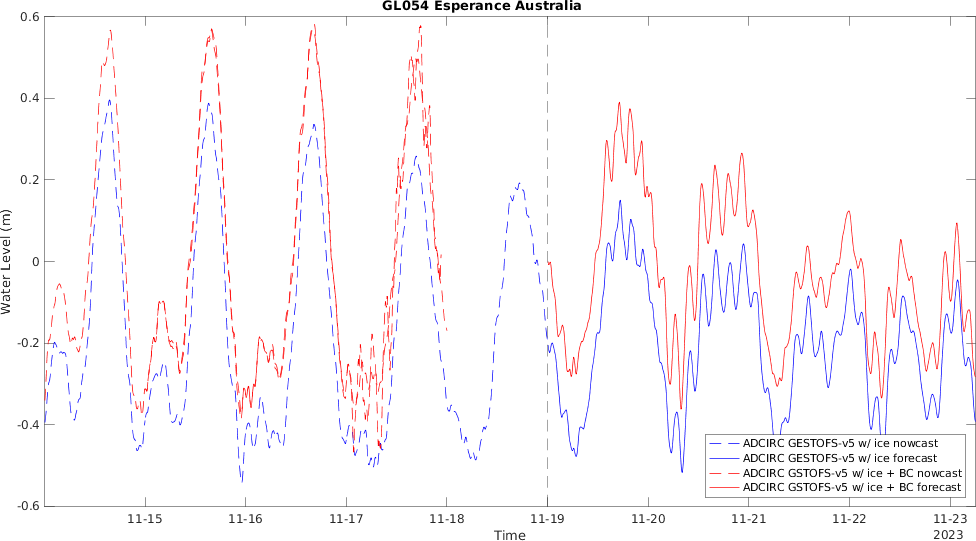 GL054 Esperance Australia
0.6
0.4
0.2
0
-0.2
-0.4
-0.6
Water Level (m)
11-15
11-16
11-17
11-18
11-19
11-20
11-21
11-22
11-23
Time
2023
ADCIRC GESTOFS-v5 w/ ice nowcast
ADCIRC GESTOFS-v5 w/ ice forecast
ADCIRC GSTOFS-v5 w/ ice + BC nowcast
ADCIRC GSTOFS-v5 w/ ice + BC forecast